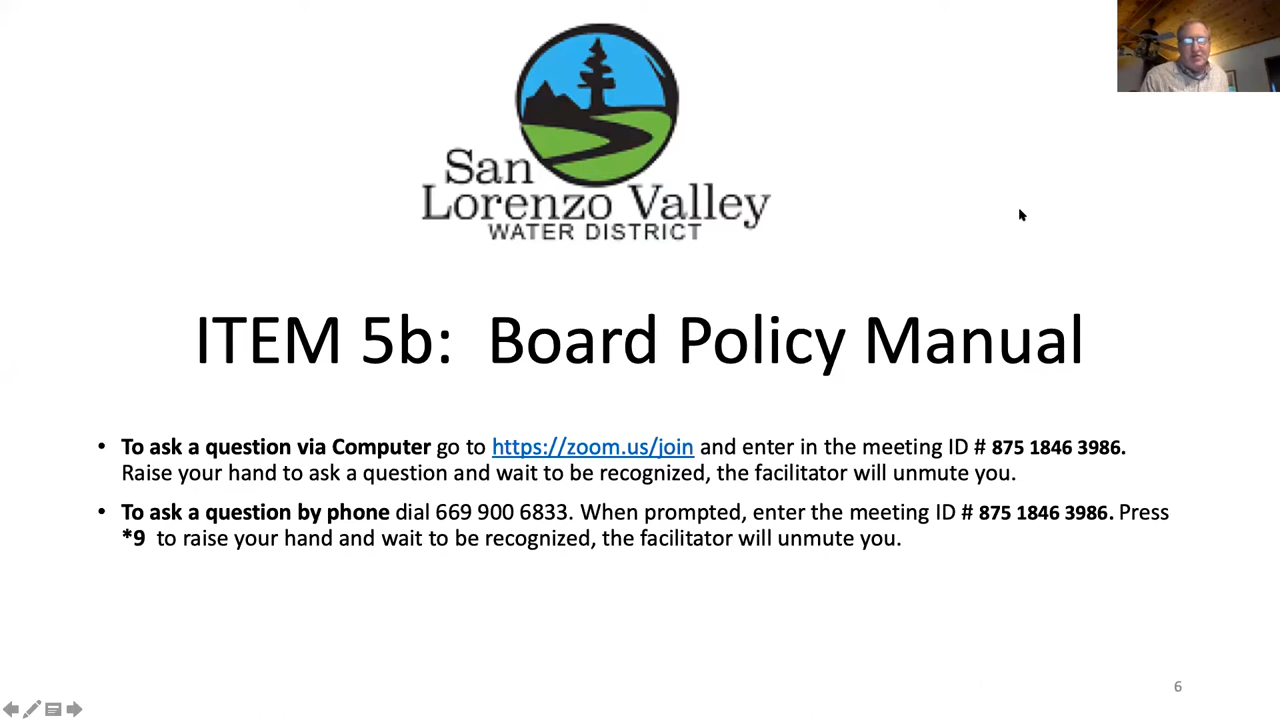 San
Lorenzo Valley
WATER DISTRICT
ITEM 5b: Board Policy Manual
• To ask a question via Computer go to https://zoom.us/join and enter in the meeting ID # 875 1846 3986.
Raise your hand to ask a question and wait to be recognized, the facilitator will unmute you.
• To ask a question by phone dial 669 900 6833. When prompted, enter the meeting ID # 875 1846 3986. Press
*9 to raise your hand and wait to be recognized, the facilitator will unmute you.
6